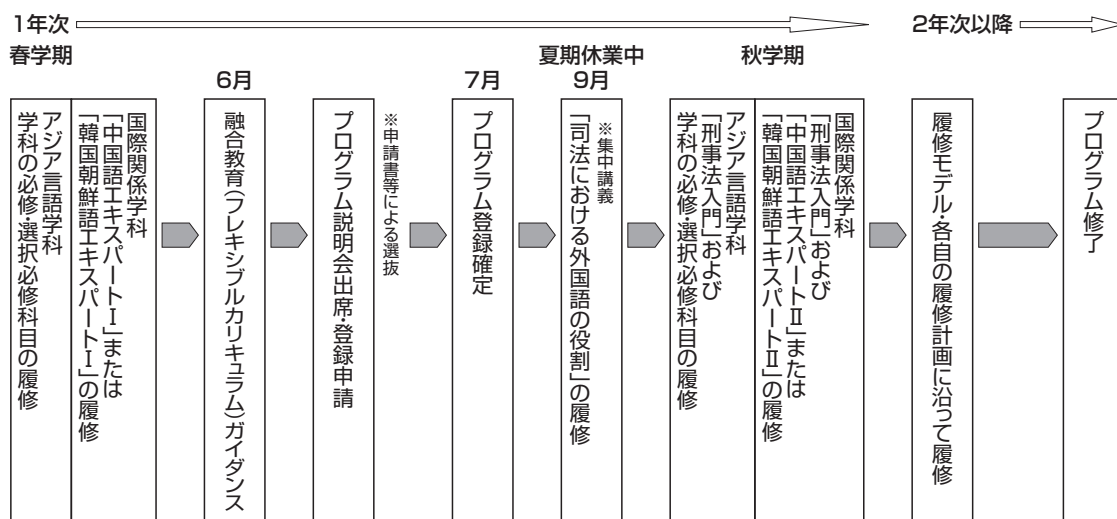 1年次
2年次以降
春学期
夏期休業中
秋学期
6月
7月
9月
国際関係学科
「中国語エキスパートⅠ」または
「韓国朝鮮語エキスパートⅠ」の履修
アジア言語学科
学科の必修・選択必修科目の履修
融合教育(フレキシブルカリキュラム)ガイダンス
プログラム説明会出席・登録申請
※申請書等による選抜
プログラム登録確定
※集中講義
「司法における外国語の役割」の履修
国際関係学科
「刑事法入門」および
「中国語エキスパートⅡ」または
「韓国朝鮮語エキスパートⅡ」の履修
アジア言語学科
「刑事法入門」および
学科の必修・選択必修科目の履修
履修モデル・各自の履修計画に沿って履修
プログラム修了